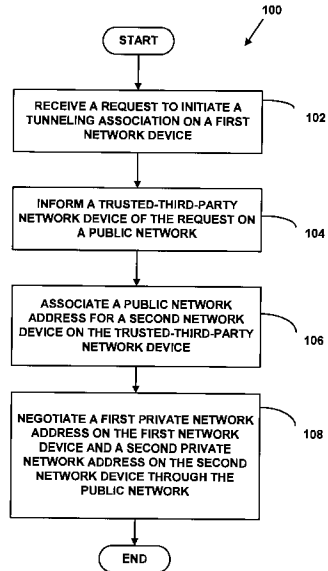 100
START
RECEIVE A REQUEST TO INITIATE A
TUNNELING ASSOCIATION ON A FIRST
NETWORK DEVICE
102
INFORM A TRUSTED-THIRD-PARTY
NETWORK DEVICE OF THE REQUEST ON
A PUBLIC NETWORK
104
ASSOCIATE A PUBLIC NETWORK
ADDRESS FOR A SECOND NETWORK
DEVICE ON THE TRUSTED-THIRD-PARTY
NETWORK DEVICE
106
NEGOTIATE A FIRST PRIVATE NETWORK
ADDRESS ON THE FIRST NETWORK
DEVICE AND A SECOND PRIVATE
NETWORK ADDRESS ON THE SECOND
NETWORK DEVICE THROUGH THE
PUBLIC NETWORK
108
END